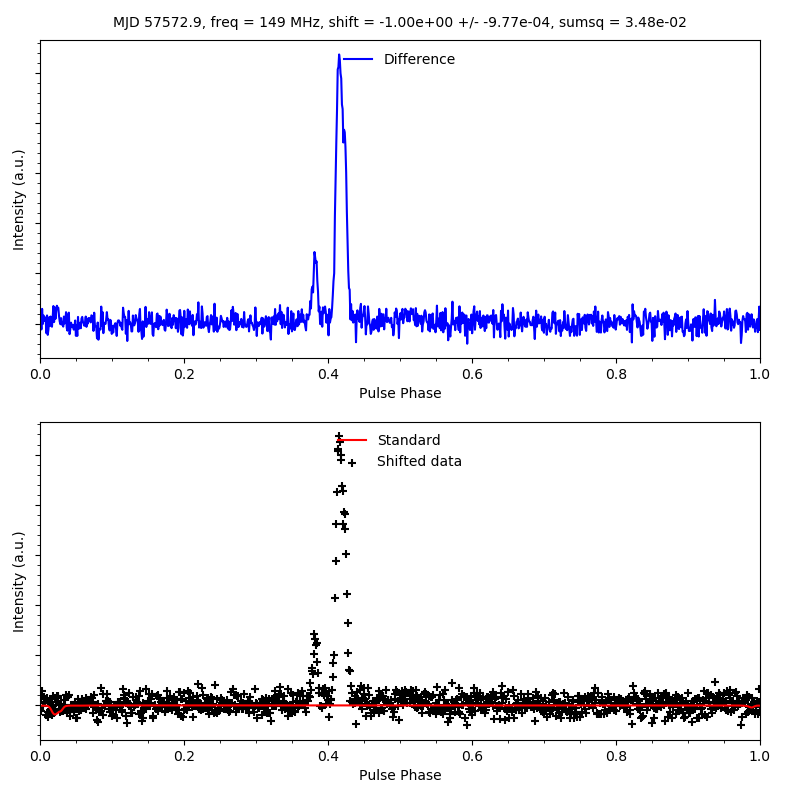 MJD 57572.9, freq = 149 MHz, shift = -1.00e+00 +/- -9.77e-04, sumsq = 3.48e-02
Difference
Intensity (a.u.)
0.0 0.2 0.4 0.6 0.8 1.0
Pulse Phase
Standard
Shifted data
Intensity (a.u.)
0.0 0.2 0.4 0.6 0.8 1.0
Pulse Phase